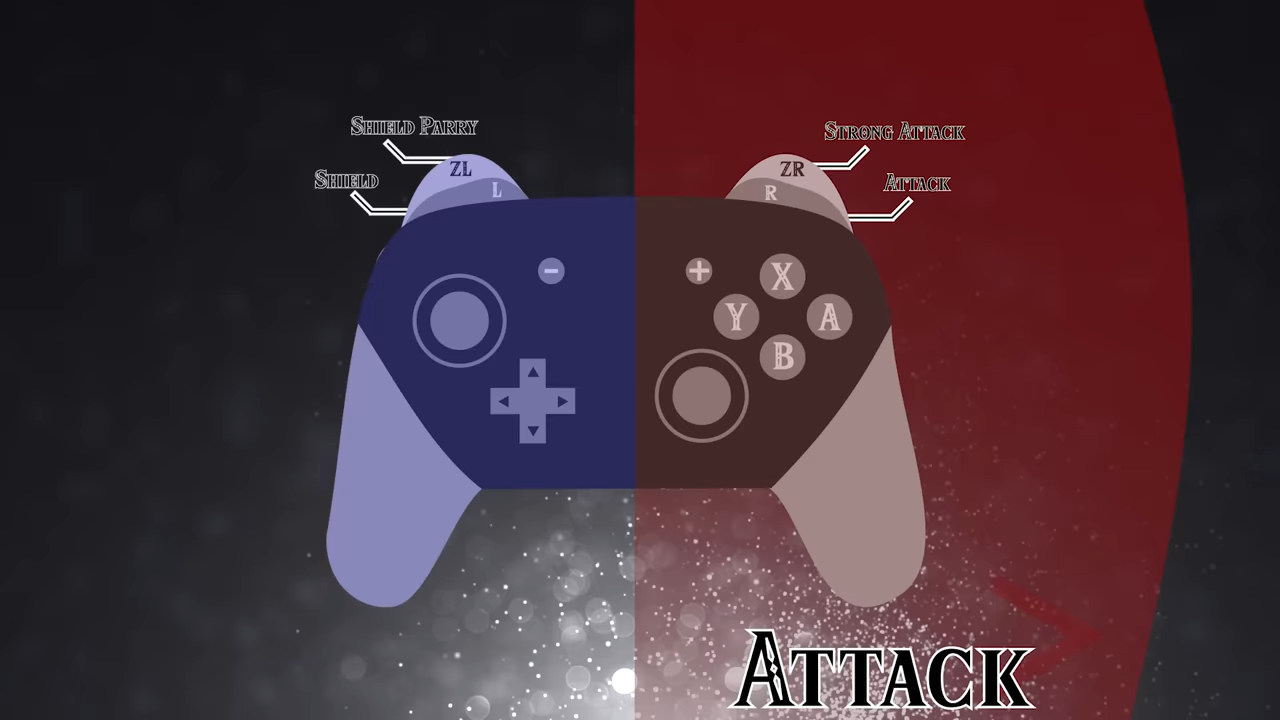 Shield Parry
Strong Attack
ZL
ZR
Shield
Attack
L
R
X
Y
A
B
Attack